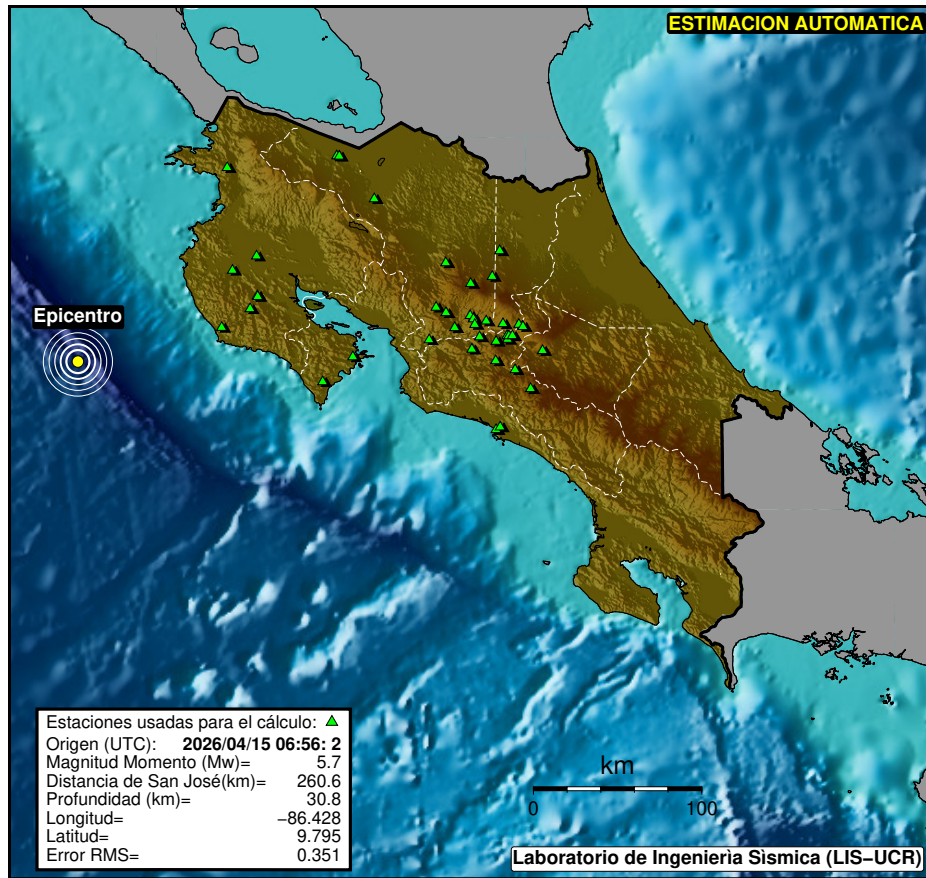 ESTIMACION AUTOMATICA
Epicentro
Estaciones usadas para el cálculo:
Origen (UTC): 2026/04/15 06:56: 2
Magnitud Momento (Mw)= 5.7
Distancia de San José(km)= 260.6
Profundidad (km)= 30.8
Longitud= −86.428
Latitud= 9.795
Error RMS= 0.351
km
0 100
Laboratorio de Ingenierìa Sìsmica (LIS−UCR)